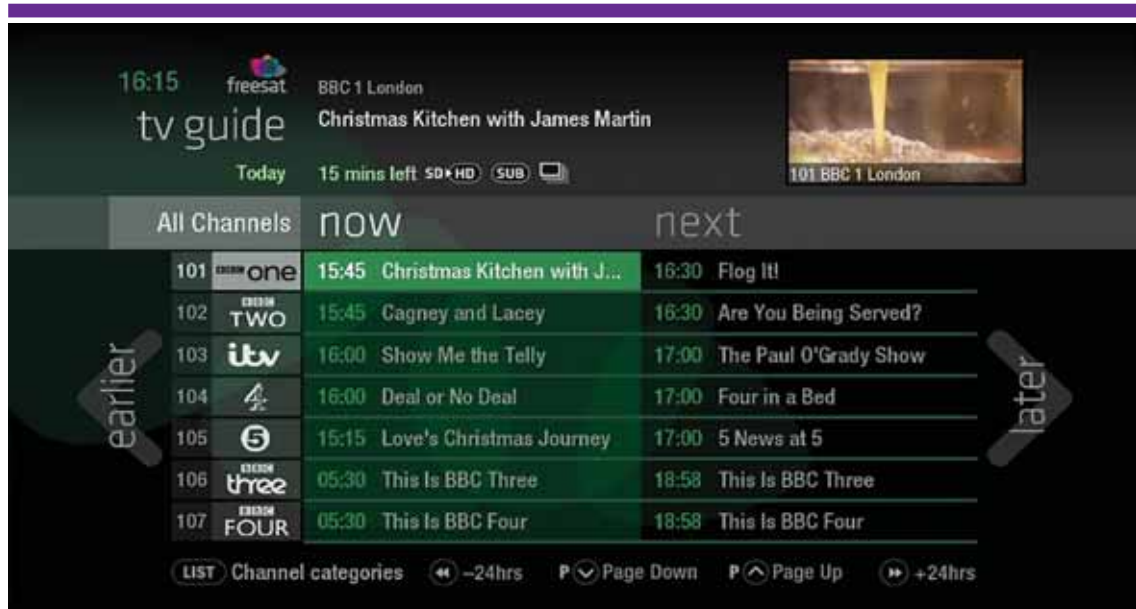 16:15 freesat
tv guide
Today
BBC 1 London
Christmas Kitchen with James Martin
15 mins left SD HD SUB
101 BBC 1 London
All Channels now next
101 BBC one 15:45 Christmas Kitchen with J... 16:30 Flog It!
102 BBC TWO 15:45 Cagney and Lacey 16:30 Are You Being Served?
103 itv 16:00 Show Me the Telly 17:00 The Paul O'Grady Show
104 4 16:00 Deal or No Deal 17:00 Four in a Bed
105 5 15:15 Love's Christmas Journey 17:00 5 News at 5
106 BBC three 05:30 This Is BBC Three 18:58 This Is BBC Three
107 BBC FOUR 05:30 This Is BBC Four 18:58 This Is BBC Four
earlier
later
LIST Channel categories –24hrs P Page Down P Page Up +24hrs